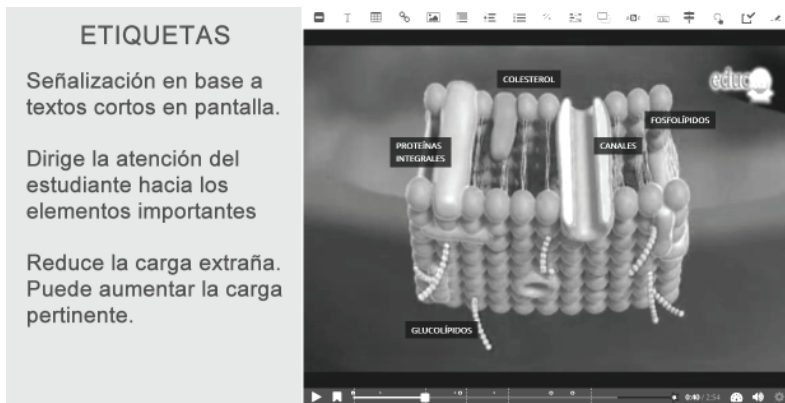 ETIQUETAS
Señalización en base a
textos cortos en pantalla.
Dirige la atención del
estudiante hacia los
elementos importantes
Reduce la carga extraña.
Puede aumentar la carga
pertinente.
COLESTEROL
FOSFOLÍPIDOS
PROTEÍNAS
INTEGRALES
CANALES
GLUCOLÍPIDOS
0:40 / 2:54